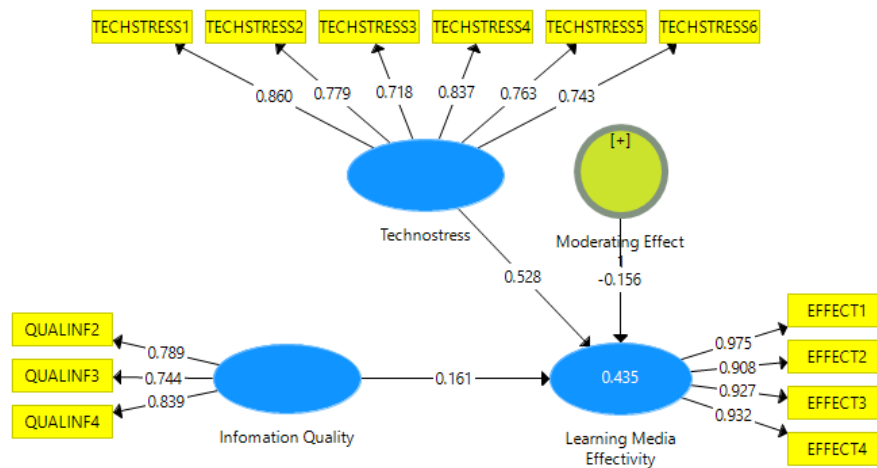 TECHSTRESS1 TECHSTRESS2 TECHSTRESS3 TECHSTRESS4 TECHSTRESS5 TECHSTRESS6
0.860 0.779 0.718 0.837 0.763 0.743
[+]
Technostress
Moderating Effect
1
0.528
-0.156
QUALINF2
QUALINF3
QUALINF4
0.789
0.744
0.839
Infomation Quality
0.161
0.435
Learning Media
Effectivity
0.975
0.908
0.927
0.932
EFFECT1
EFFECT2
EFFECT3
EFFECT4